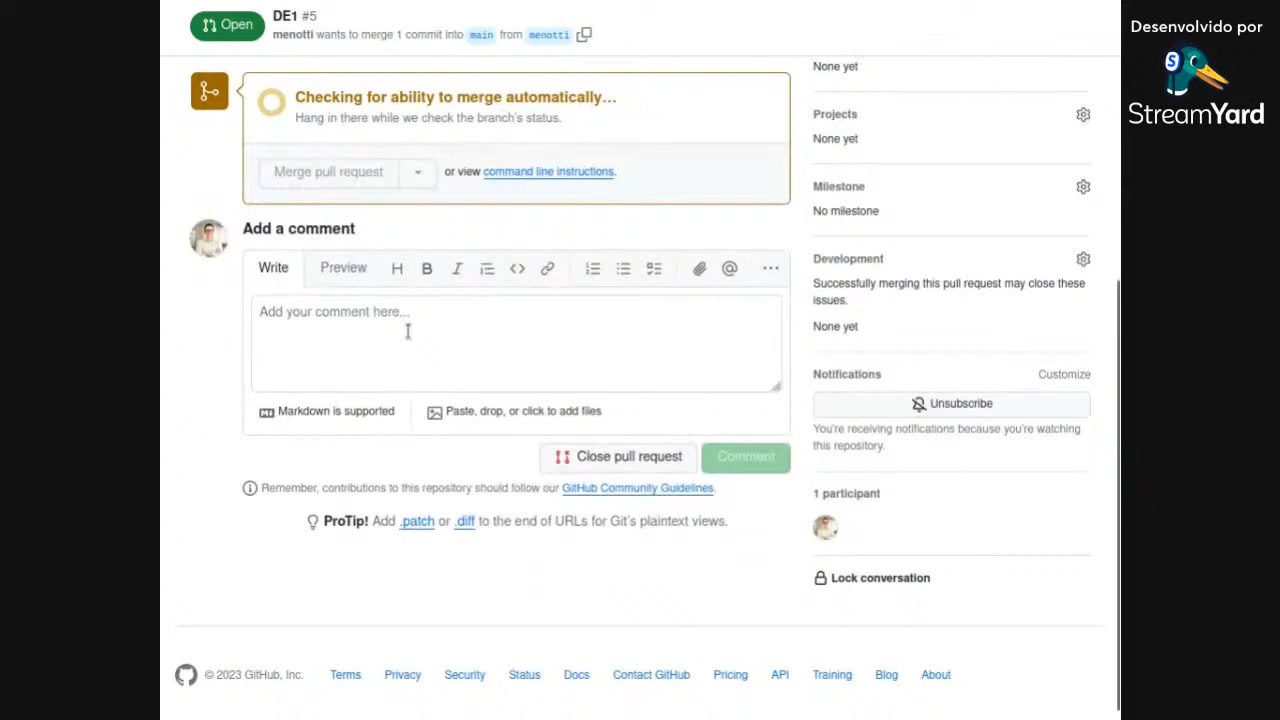 Open
DE1 #5
menotti wants to merge 1 commit into main from menotti
Desenvolvido por
StreamYard
Checking for ability to merge automatically...
Hang in there while we check the branch's status.
Merge pull request
or view command line instructions.
Add a comment
Write
Preview
Add your comment here...
Markdown is supported
Paste, drop, or click to add files
Close pull request
Comment
Remember, contributions to this repository should follow our GitHub Community Guidelines.
ProTip! Add .patch or .diff to the end of URLs for Git's plaintext views.
None yet
Projects
None yet
Milestone
No milestone
Development
Successfully merging this pull request may close these
issues.
None yet
Notifications
Customize
Unsubscribe
You're receiving notifications because you're watching
this repository.
1 participant
Lock conversation
© 2023 GitHub, Inc.
Terms
Privacy
Security
Status
Docs
Contact GitHub
Pricing
API
Training
Blog
About